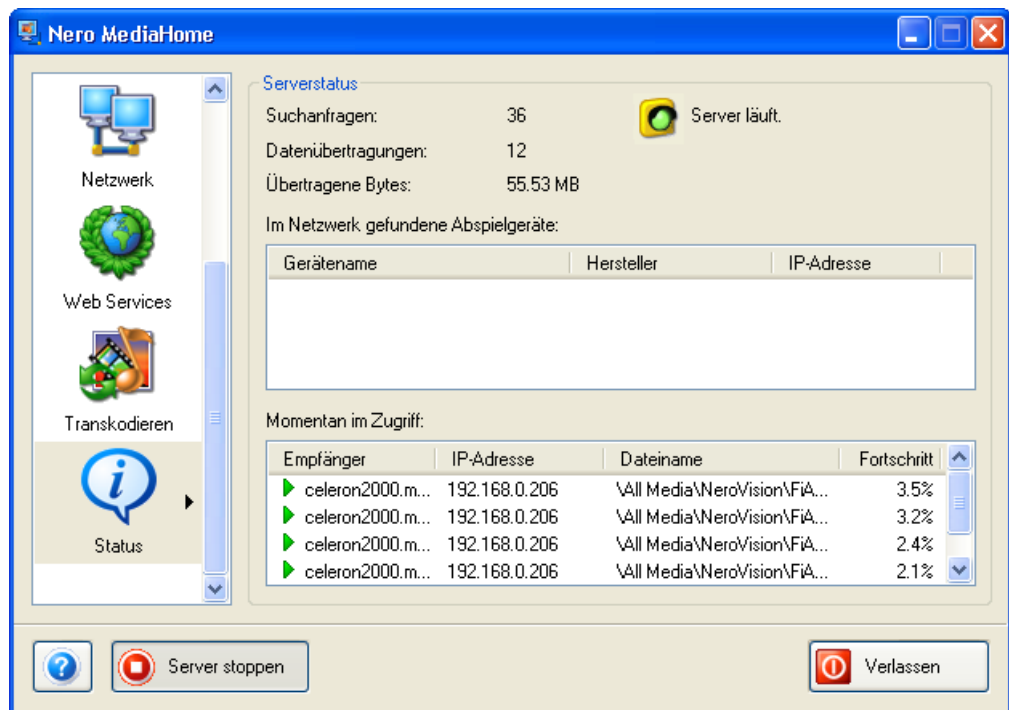 Nero MediaHome
Netzwerk
Web Services
Transkodieren
Status
Serverstatus
Suchanfragen: 36
Server läuft.
Datenübertragungen: 12
Übertragene Bytes: 55.53 MB
Im Netzwerk gefundene Abspielgeräte:
Gerätename Hersteller IP-Adresse
Momentan im Zugriff:
Empfänger IP-Adresse Dateiname Fortschritt
celeron2000.m... 192.168.0.206 \All Media\NeroVision\FiA... 3.5%
celeron2000.m... 192.168.0.206 \All Media\NeroVision\FiA... 3.2%
celeron2000.m... 192.168.0.206 \All Media\NeroVision\FiA... 2.4%
celeron2000.m... 192.168.0.206 \All Media\NeroVision\FiA... 2.1%
Server stoppen
Verlassen